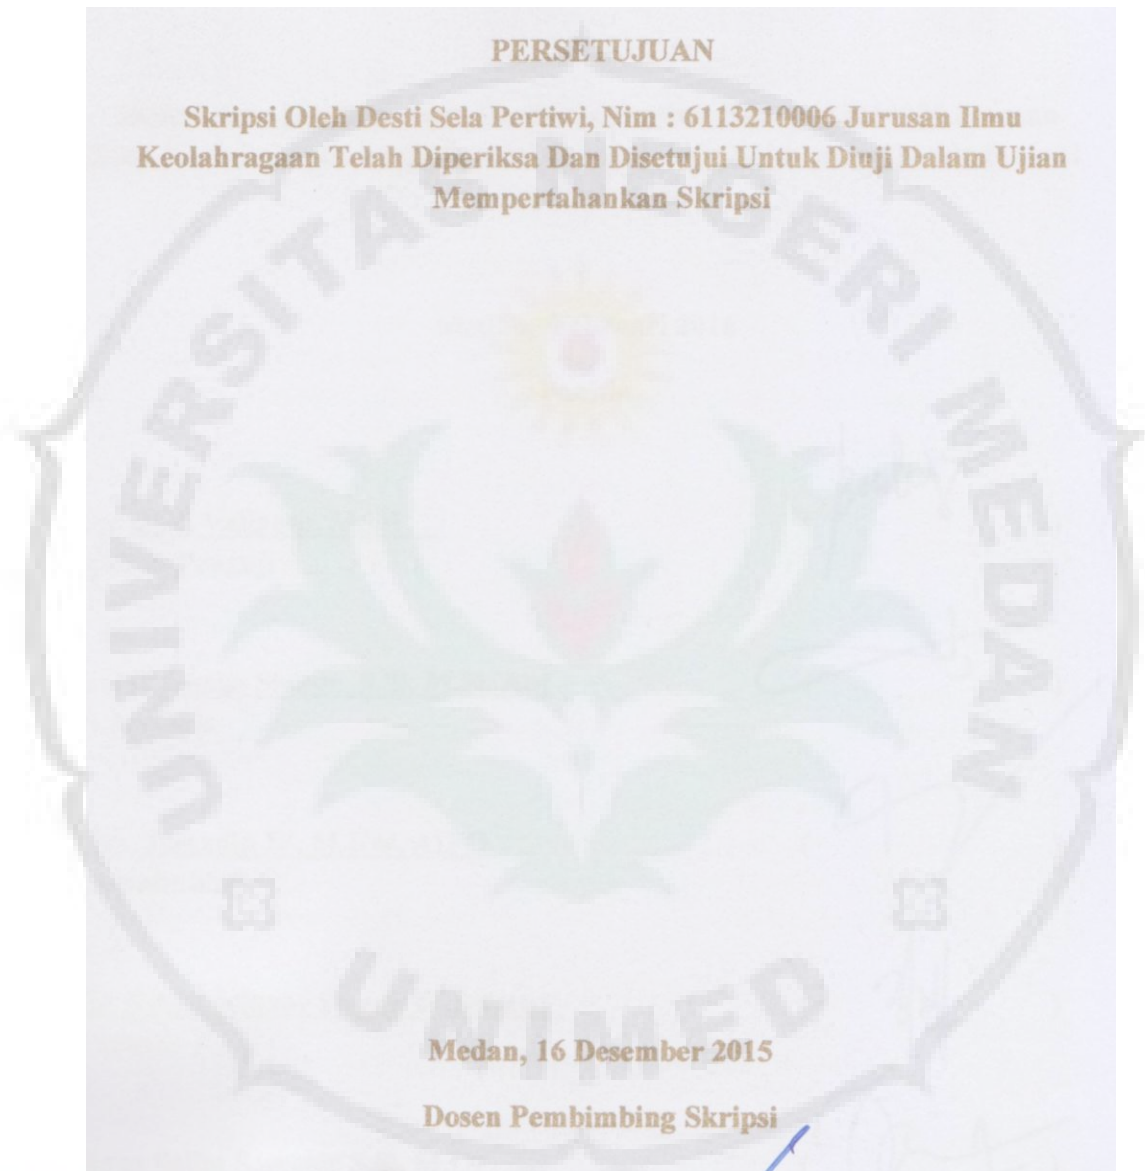 PERSETUJUAN
Skripsi Oleh Desti Sela Pertiwi, Nim : 6113210006 Jurusan Ilmu
Keolahragaan Telah Diperiksa Dan Disetujui Untuk Diuji Dalam Ujian
Mempertahankan Skripsi
UNIVERSITAS NEGERI MEDAN
UNIMED
Medan, 16 Desember 2015
Dosen Pembimbing Skripsi